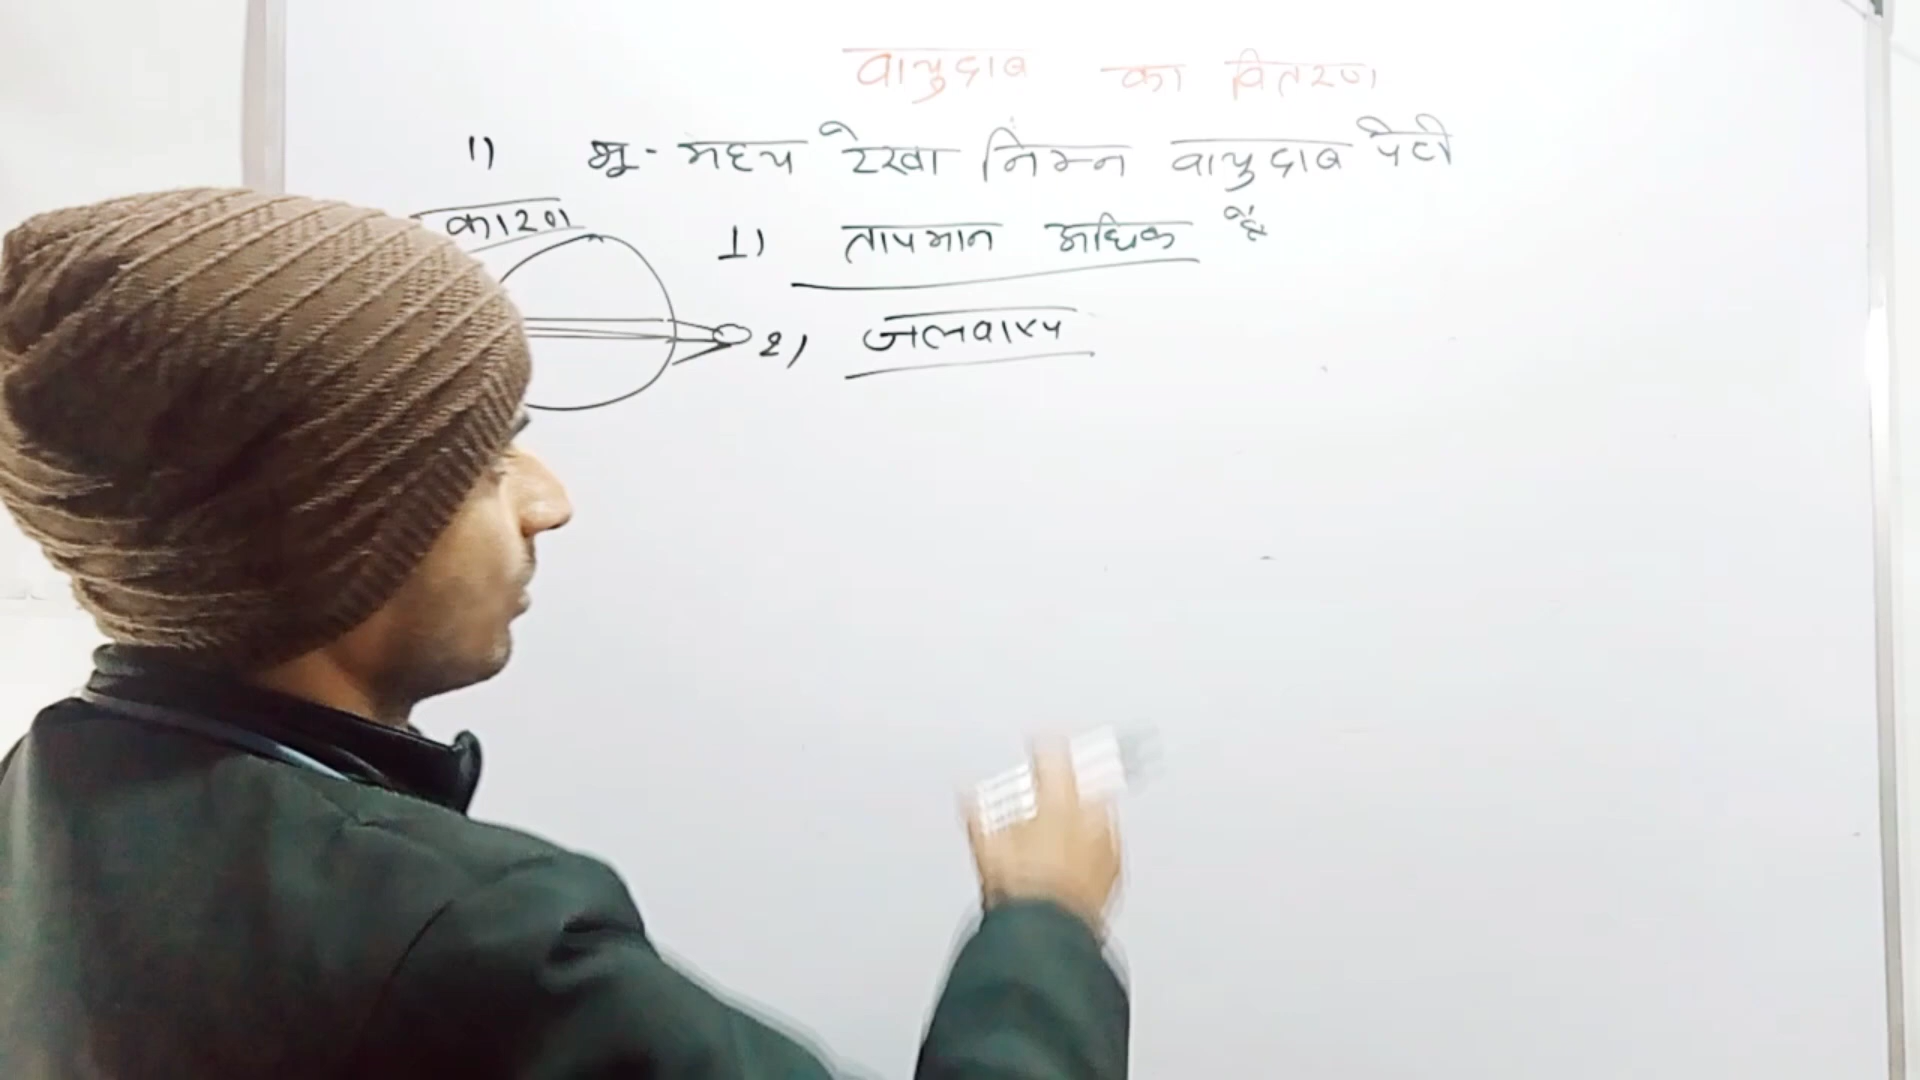 वायुदाब का वितरण
1) भू-मध्य रेखा निम्न वायुदाब पेटी
कारण
1) तापमान अधिक है
2) जलवाष्प